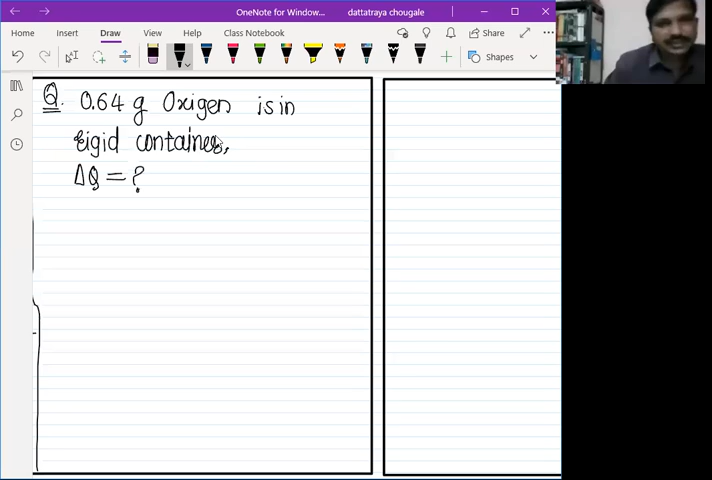 OneNote for Window...
dattatraya chougale
Home
Insert
Draw
View
Help
Class Notebook
Share
Shapes
Q. 0.64 g Oxigen is in
rigid container,
ΔQ = ?